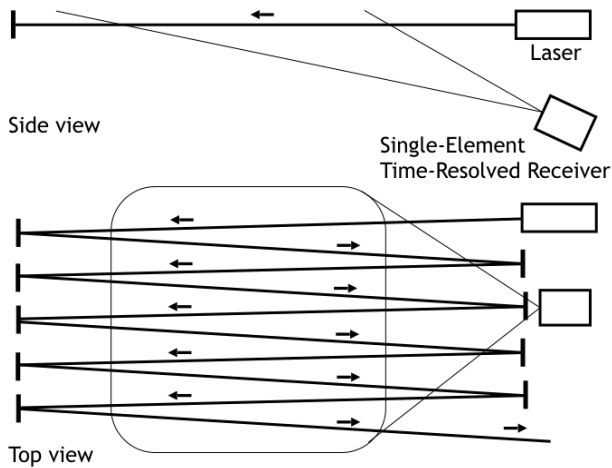 Laser
Side view
Single-Element
Time-Resolved Receiver
Top view